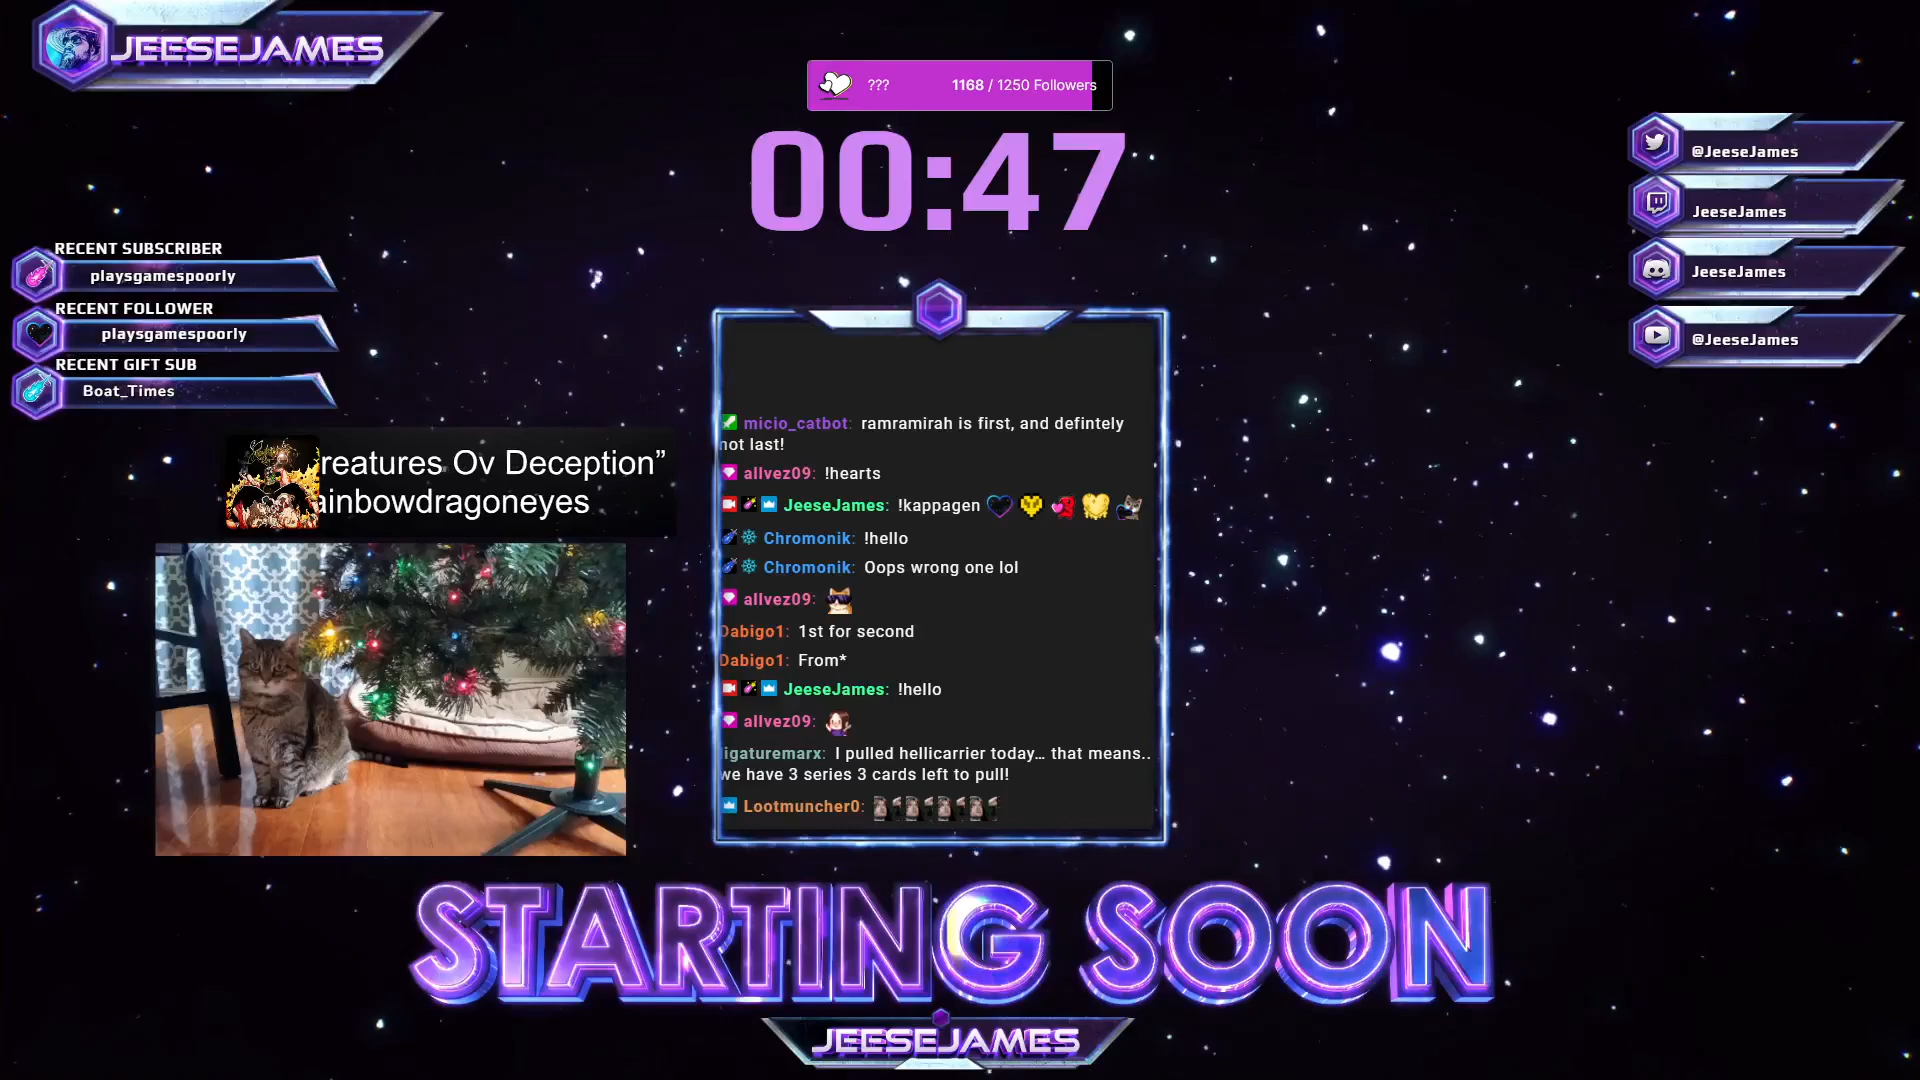 JEESEJAMES
??? 1168 / 1250 Followers
00:47
@JeeseJames
JeeseJames
JeeseJames
@JeeseJames
RECENT SUBSCRIBER
playsgamespoorly
RECENT FOLLOWER
playsgamespoorly
RECENT GIFT SUB
Boat_Times
reatures Ov Deception”
ainbowdragoneyes
micio_catbot: ramramirah is first, and defintely
not last!
allvez09: !hearts
JeeseJames: !kappagen
Chromonik: !hello
Chromonik: Oops wrong one lol
allvez09:
Dabigo1: 1st for second
Dabigo1: From*
JeeseJames: !hello
allvez09:
ligaturemarx: I pulled hellicarrier today… that means..
we have 3 series 3 cards left to pull!
Lootmuncher0:
STARTING SOON
JEESEJAMES